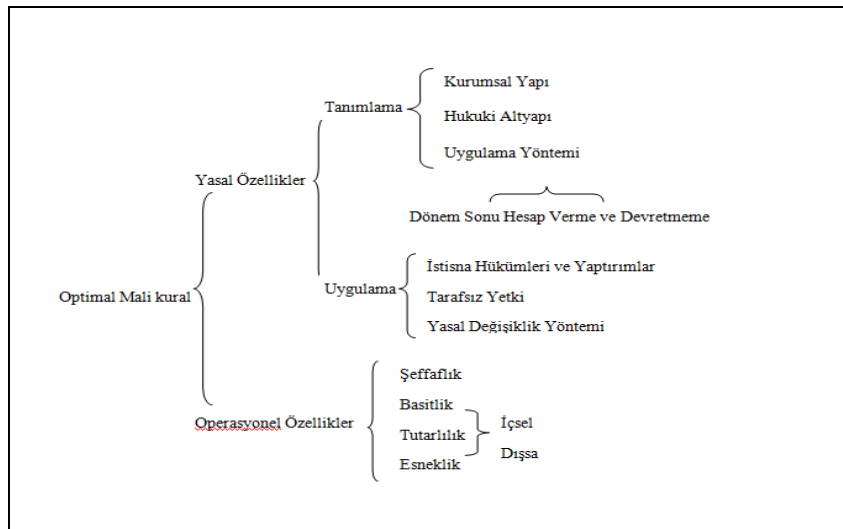 Kurumsal Yapı
Tanımlama
Hukuki Altyapı
Uygulama Yöntemi
Yasal Özellikler
Dönem Sonu Hesap Verme ve Devretmeme
İstisna Hükümleri ve Yaptırımlar
Uygulama
Optimal Mali kural
Tarafsız Yetki
Yasal Değişiklik Yöntemi
Şeffaflık
Basitlik
Operasyonel Özellikler
İçsel
Tutarlılık
Dışsa
Esneklik